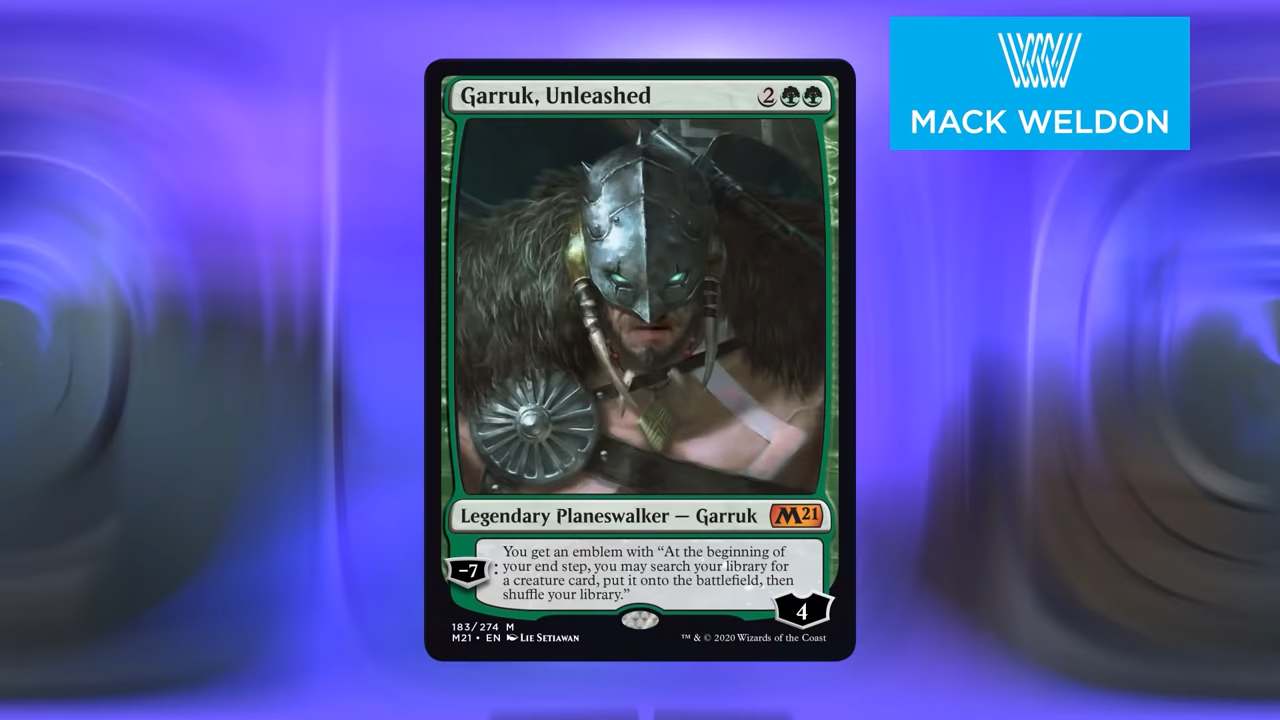 MACK WELDON
Garruk, Unleashed 2
Legendary Planeswalker — Garruk M21
−7: You get an emblem with “At the beginning of
your end step, you may search your library for
a creature card, put it onto the battlefield, then
shuffle your library.”
4
183/274 M
M21 • EN Lie Setiawan
™ & © 2020 Wizards of the Coast